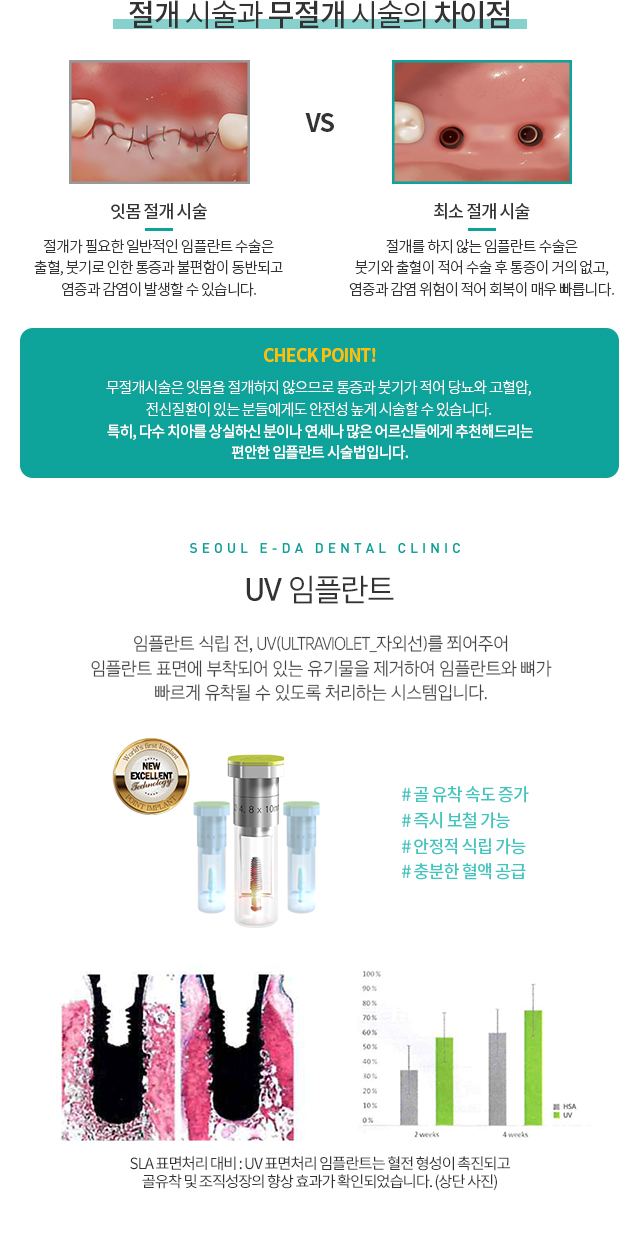 절개 시술과 무절개 시술의 차이점
VS
잇몸 절개 시술
절개가 필요한 일반적인 임플란트 수술은
출혈, 붓기로 인한 통증과 불편함이 동반되고
염증과 감염이 발생할 수 있습니다.
최소 절개 시술
절개를 하지 않는 임플란트 수술은
붓기와 출혈이 적어 수술 후 통증이 거의 없고,
염증과 감염 위험이 적어 회복이 매우 빠릅니다.
CHECK POINT!
무절개시술은 잇몸을 절개하지 않으므로 통증과 붓기가 적어 당뇨와 고혈압,
전신질환이 있는 분들에게도 안전성 높게 시술할 수 있습니다.
특히, 다수 치아를 상실하신 분이나 연세나 많은 어르신들에게 추천해드리는
편안한 임플란트 시술법입니다.
SEOUL E-DA DENTAL CLINIC
UV 임플란트
임플란트 식립 전, UV(ULTRAVIOLET_자외선)를 쬐어주어
임플란트 표면에 부착되어 있는 유기물을 제거하여 임플란트와 뼈가
빠르게 유착될 수 있도록 처리하는 시스템입니다.
World's first Implant
NEW
EXCELLENT
Technology
POINT IMPLANT
4, 8 x 10m
# 골 유착 속도 증가
# 즉시 보철 가능
# 안정적 식립 가능
# 충분한 혈액 공급
100%
90%
80%
70%
60%
50%
40%
30%
20%
10%
0%
2 weeks
4 weeks
HSA
UV
SLA 표면처리 대비 : UV 표면처리 임플란트는 혈전 형성이 촉진되고
골유착 및 조직성장의 향상 효과가 확인되었습니다. (상단 사진)